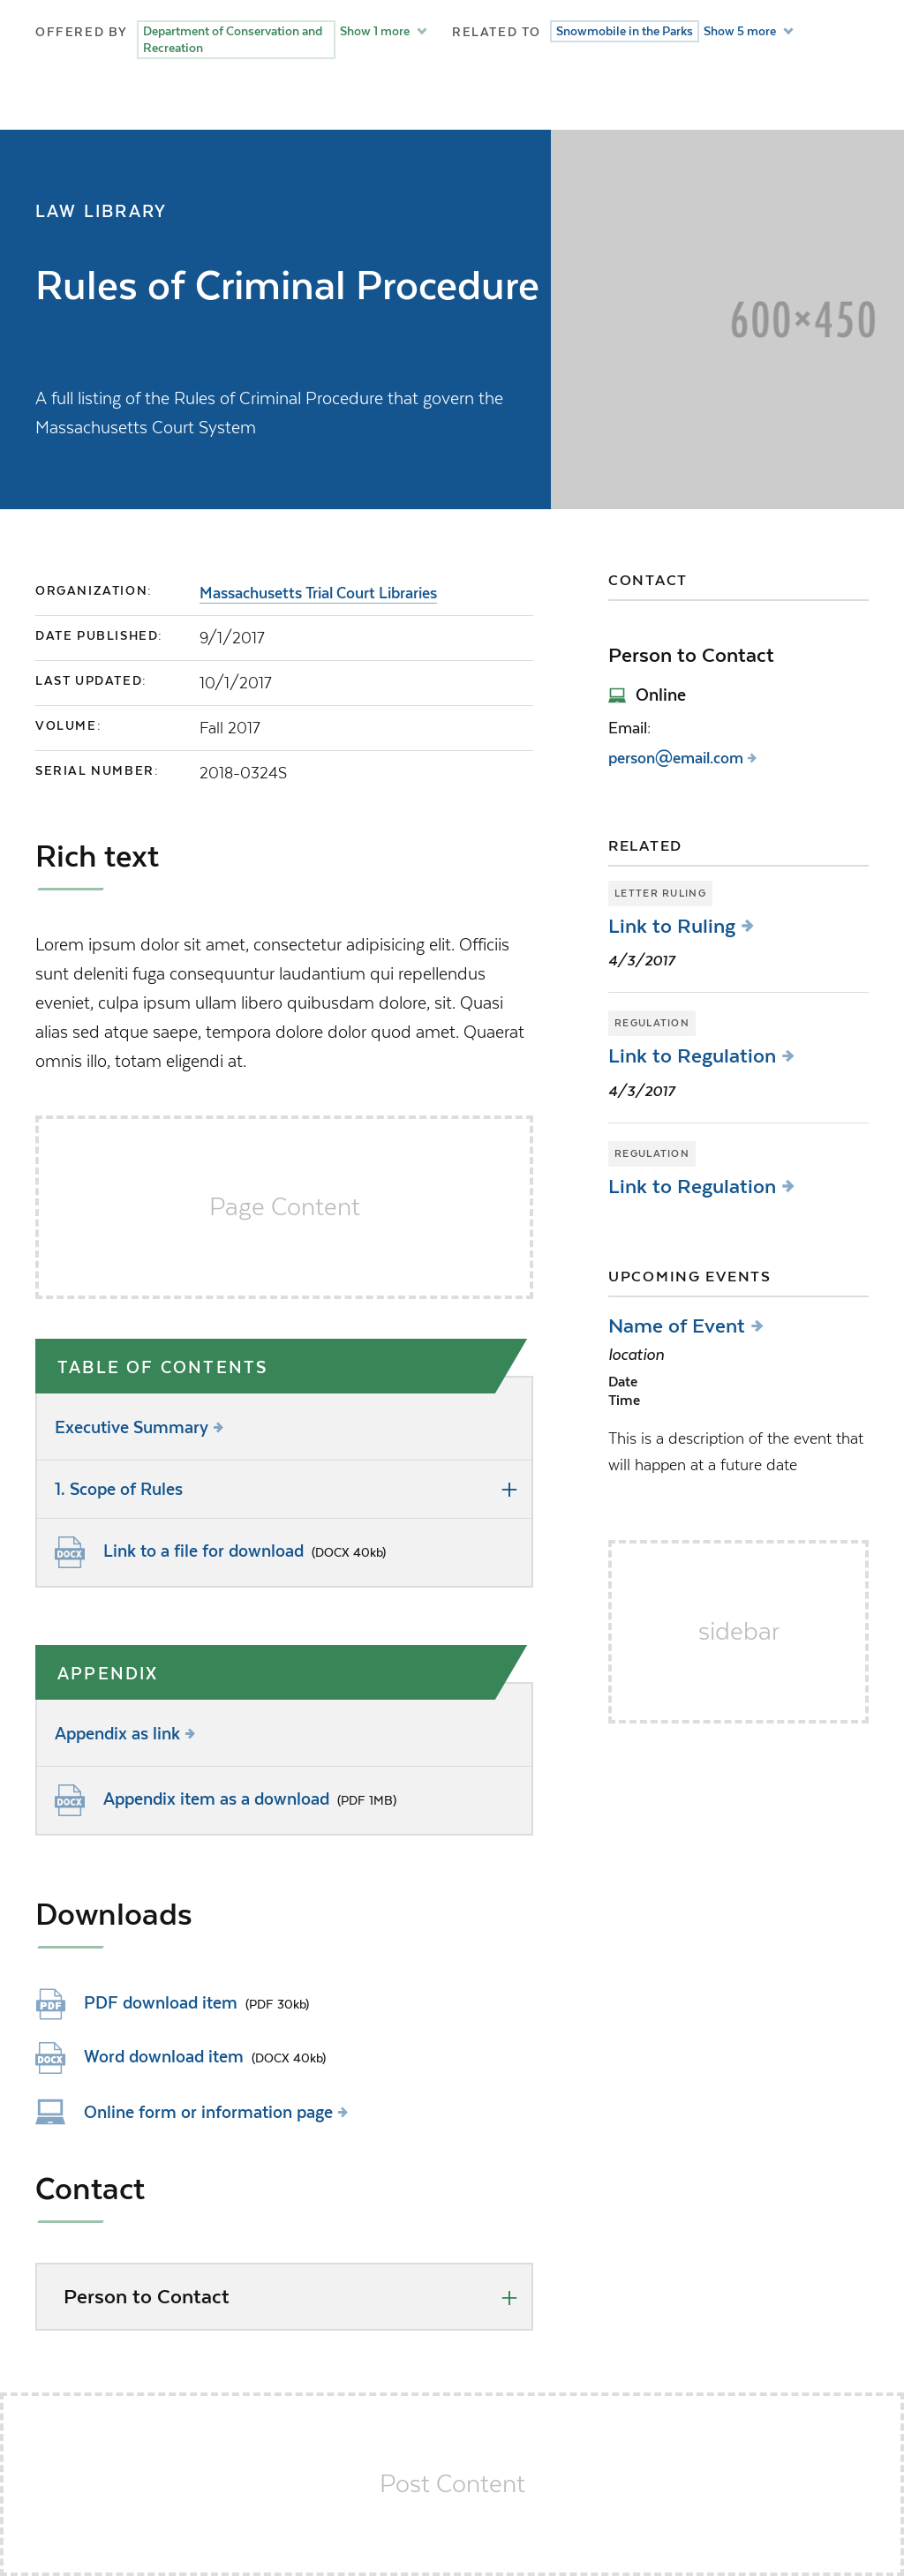 OFFERED BY
Department of Conservation and
Recreation
Show 1 more
RELATED TO
Snowmobile in the Parks
Show 5 more
LAW LIBRARY
Rules of Criminal Procedure
A full listing of the Rules of Criminal Procedure that govern the
Massachusetts Court System
600×450
ORGANIZATION:
Massachusetts Trial Court Libraries
DATE PUBLISHED:
9/1/2017
LAST UPDATED:
10/1/2017
VOLUME:
Fall 2017
SERIAL NUMBER:
2018-0324S
Rich text
Lorem ipsum dolor sit amet, consectetur adipisicing elit. Officiis
sunt deleniti fuga consequuntur laudantium qui repellendus
eveniet, culpa ipsum ullam libero quibusdam dolore, sit. Quasi
alias sed atque saepe, tempora dolore dolor quod amet. Quaerat
omnis illo, totam eligendi at.
Page Content
TABLE OF CONTENTS
Executive Summary
1. Scope of Rules
DOCX
Link to a file for download (DOCX 40kb)
APPENDIX
Appendix as link
DOCX
Appendix item as a download (PDF 1MB)
Downloads
PDF
PDF download item (PDF 30kb)
DOCX
Word download item (DOCX 40kb)
Online form or information page
Contact
Person to Contact
CONTACT
Person to Contact
Online
Email:
person@email.com
RELATED
LETTER RULING
Link to Ruling
4/3/2017
REGULATION
Link to Regulation
4/3/2017
REGULATION
Link to Regulation
UPCOMING EVENTS
Name of Event
location
Date
Time
This is a description of the event that
will happen at a future date
sidebar
Post Content